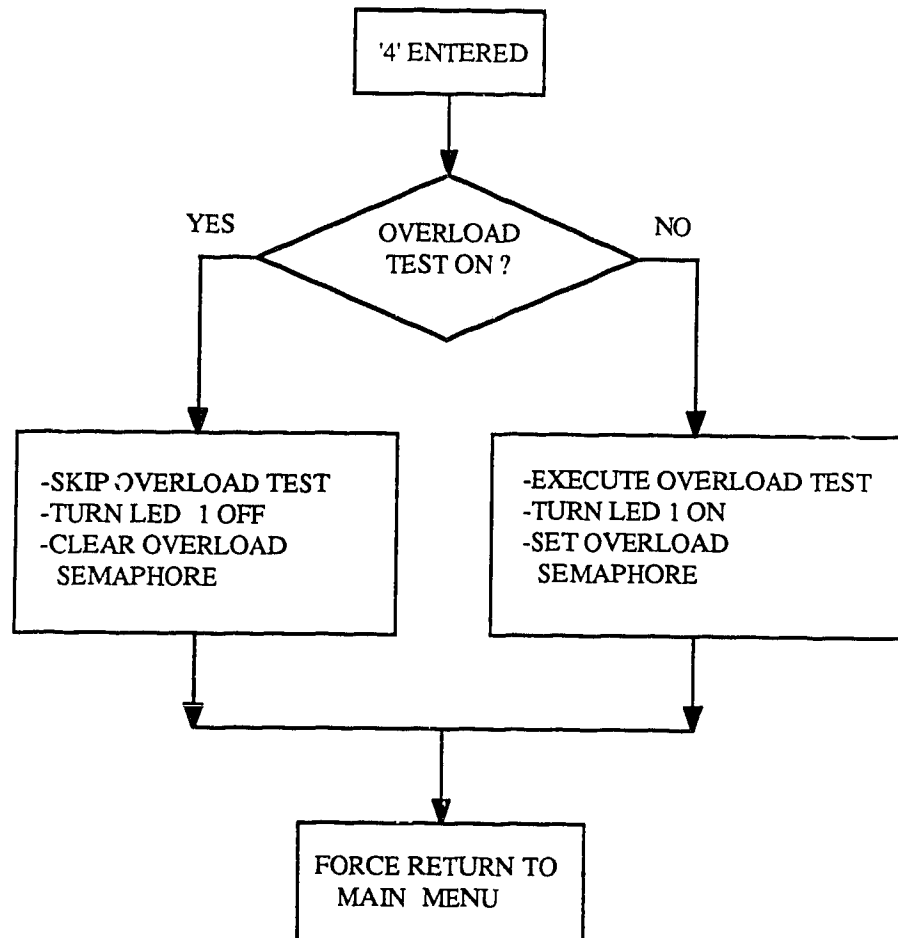 '4' ENTERED
OVERLOAD
TEST ON ?
YES
NO
-SKIP OVERLOAD TEST
-TURN LED 1 OFF
-CLEAR OVERLOAD
SEMAPHORE
-EXECUTE OVERLOAD TEST
-TURN LED 1 ON
-SET OVERLOAD
SEMAPHORE
FORCE RETURN TO
MAIN MENU